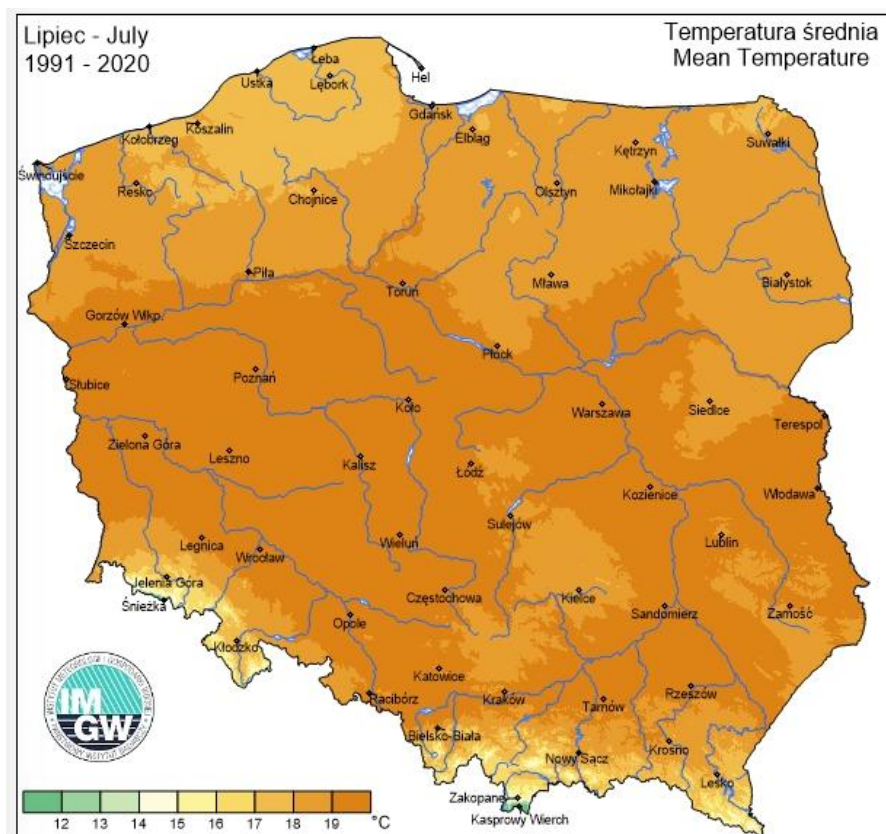 Lipiec - July
1991 - 2020
Temperatura średnia
Mean Temperature
Łeba
Hel
Ustka
Lębork
Gdańsk
Kołobrzeg
Koszalin
Elbląg
Suwałki
Kętrzyn
Świnoujście
Resko
Chojnice
Olsztyn
Mikołajki
Szczecin
Piła
Toruń
Mława
Białystok
Gorzów Wlkp.
Płock
Słubice
Poznań
Koło
Warszawa
Siedlce
Terespol
Zielona Góra
Leszno
Kalisz
Łódź
Kozienice
Włodawa
Sulejów
Legnica
Wrocław
Wieluń
Lublin
Jelenia Góra
Śnieżka
Częstochowa
Kielce
Sandomierz
Zamość
Opole
Kłodzko
Katowice
Racibórz
Kraków
Tarnów
Rzeszów
Bielsko-Biała
Nowy Sącz
Krosno
Lesko
Zakopane
Kasprowy Wierch
IM
GW
12 13 14 15 16 17 18 19 °C